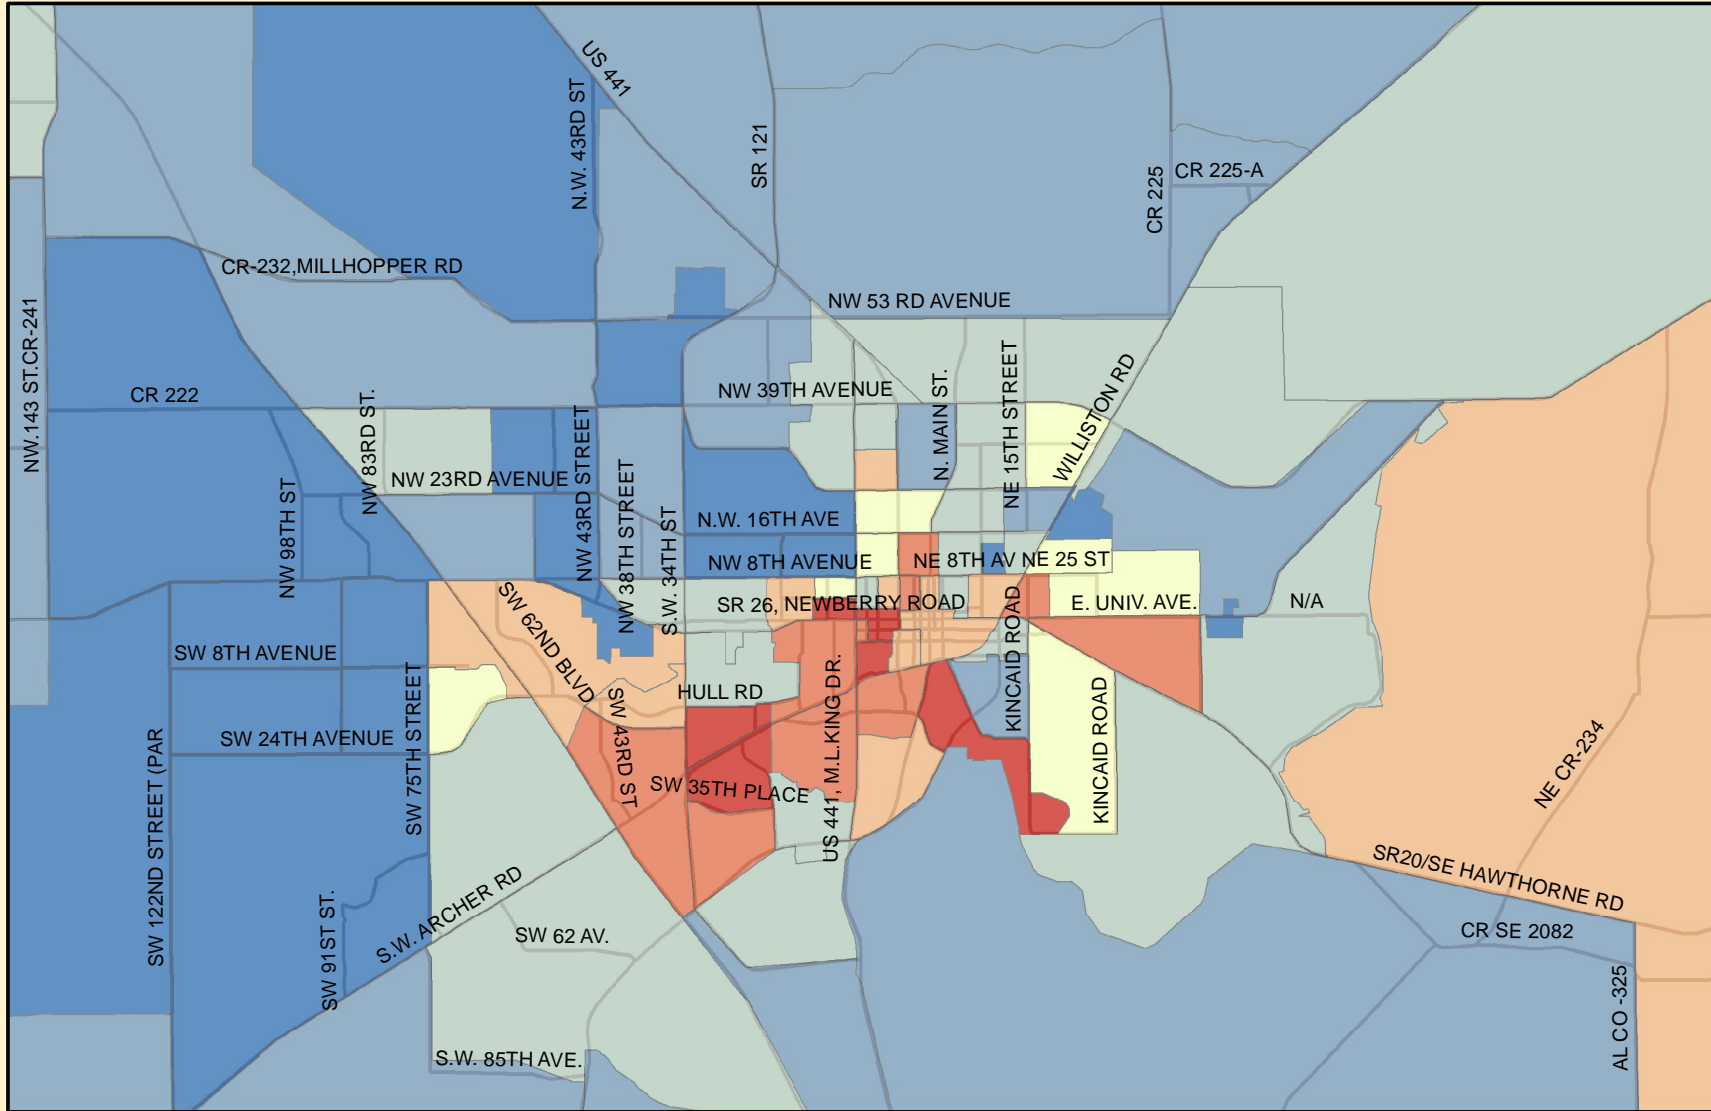 US 441
N.W. 43RD ST
SR 121
CR 225-A
CR 225
CR-232,MILLHOPPER RD
NW 53 RD AVENUE
NW.143 ST.CR-241
CR 222
NW 39TH AVENUE
N. MAIN ST.
NE 15TH STREET
WILLISTON RD
NW 83RD ST.
NW 23RD AVENUE
NW 43RD STREET
NW 38TH STREET
NW 98TH ST
S.W. 34TH ST
N.W. 16TH AVE
NW 8TH AVENUE
NE 8TH AV
NE 25 ST
SR 26, NEWBERRY ROAD
E. UNIV. AVE.
N/A
SW 62ND BLVD
KINCAID ROAD
SW 8TH AVENUE
SW 75TH STREET
HULL RD
US 441, M.L.KING DR.
SW 43RD ST
KINCAID ROAD
SW 24TH AVENUE
SW 35TH PLACE
NE CR-234
SW 122ND STREET (PAR
SR20/SE HAWTHORNE RD
S.W. ARCHER RD
SW 91ST ST.
SW 62 AV.
CR SE 2082
AL CO -325
S.W. 85TH AVE.